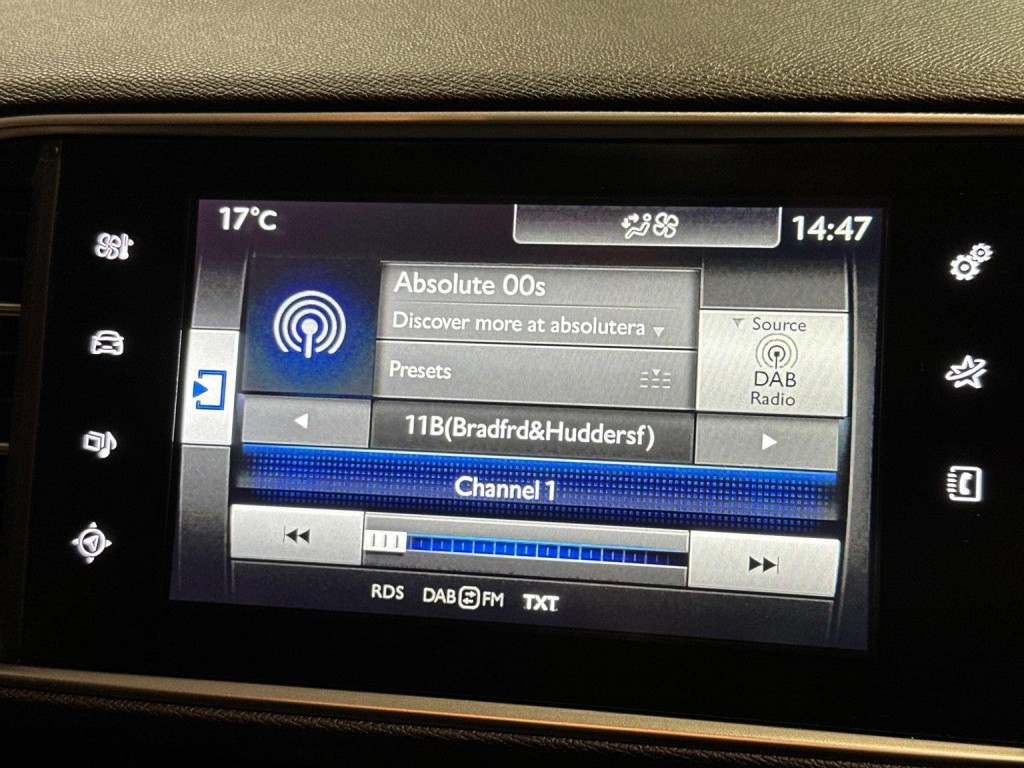 17°C
14:47
Absolute 00s
Discover more at absolutera
Source
Presets
DAB
Radio
11B(Bradfrd&Huddersf)
Channel 1
RDS DAB FM TXT